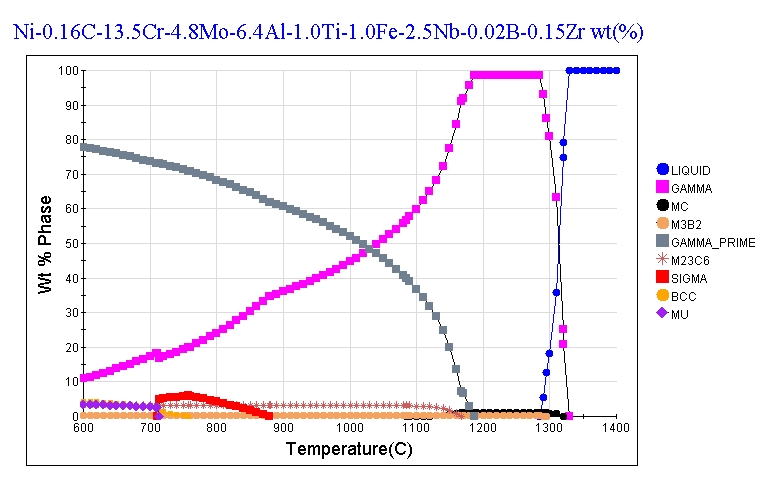 Ni-0.16C-13.5Cr-4.8Mo-6.4Al-1.0Ti-1.0Fe-2.5Nb-0.02B-0.15Zr wt(%)
100
90
80
70
60
50
40
30
20
10
0
Wt % Phase
600 700 800 900 1000 1100 1200 1300 1400
Temperature(C)
LIQUID
GAMMA
MC
M3B2
GAMMA_PRIME
M23C6
SIGMA
BCC
MU